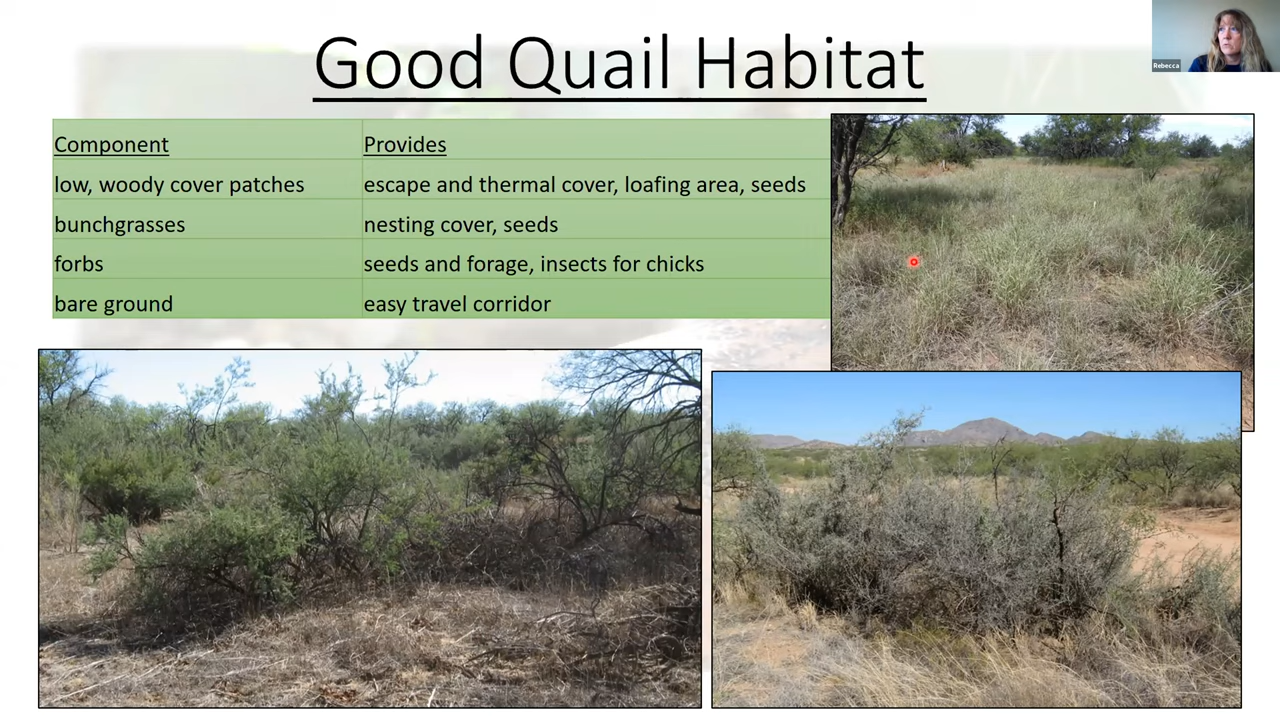 Good Quail Habitat
Rebecca
Component Provides
low, woody cover patches escape and thermal cover, loafing area, seeds
bunchgrasses nesting cover, seeds
forbs seeds and forage, insects for chicks
bare ground easy travel corridor